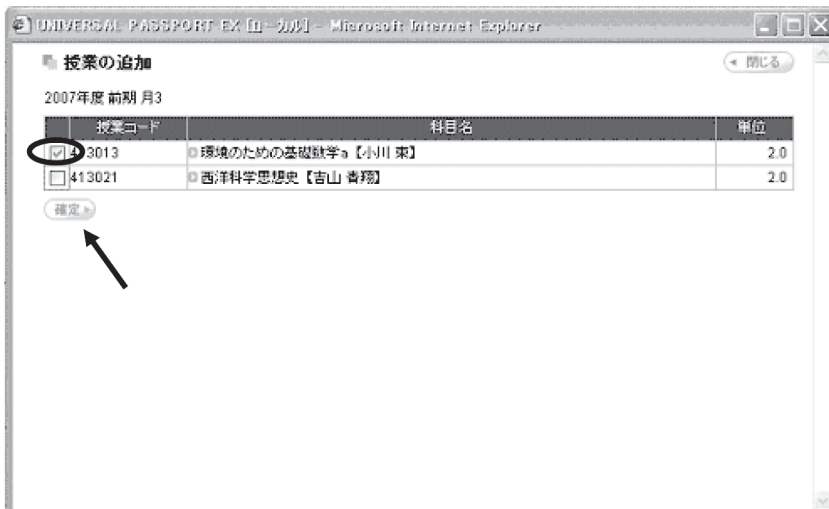 UNIVERSAL PASSPORT EX [ローカル] - Microsoft Internet Explorer
授業の追加
閉じる
2007年度 前期 月3
授業コード 科目名 単位
413013 環境のための基礎数学a【小川 束】 2.0
413021 西洋科学思想史【吉山 青翔】 2.0
確定